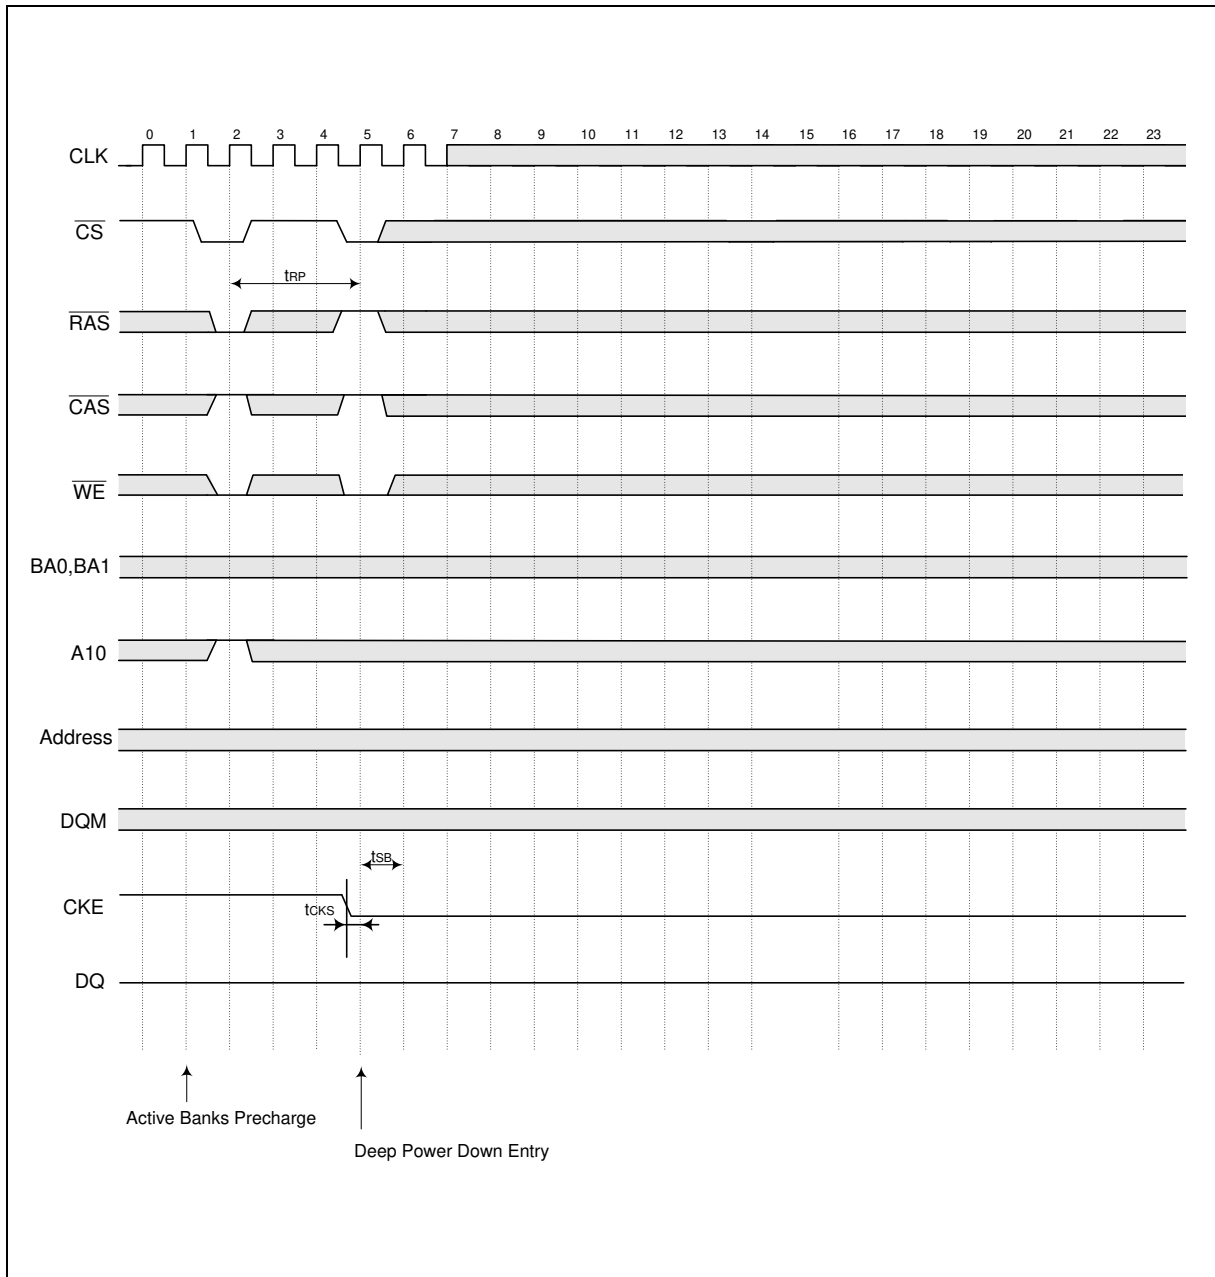 0 1 2 3 4 5 6 7 8 9 10 11 12 13 14 15 16 17 18 19 20 21 22 23
CLK
CS
tRP
RAS
CAS
WE
BA0,BA1
A10
Address
DQM
tSB
CKE
tCKS
DQ
Active Banks Precharge
Deep Power Down Entry